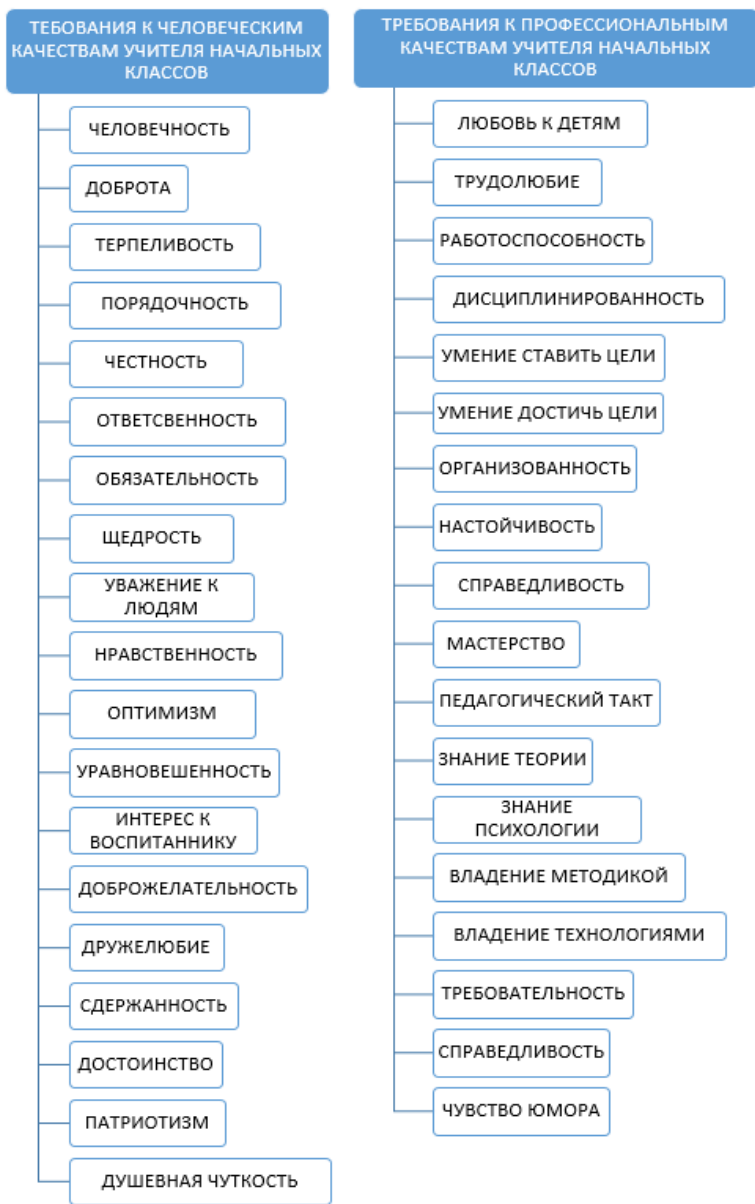 ТЕБОВАНИЯ К ЧЕЛОВЕЧЕСКИМ
КАЧЕСТВАМ УЧИТЕЛЯ НАЧАЛЬНЫХ
КЛАССОВ
ЧЕЛОВЕЧНОСТЬ
ДОБРОТА
ТЕРПЕЛИВОСТЬ
ПОРЯДОЧНОСТЬ
ЧЕСТНОСТЬ
ОТВЕТСВЕННОСТЬ
ОБЯЗАТЕЛЬНОСТЬ
ЩЕДРОСТЬ
УВАЖЕНИЕ К
ЛЮДЯМ
НРАВСТВЕННОСТЬ
ОПТИМИЗМ
УРАВНОВЕШЕННОСТЬ
ИНТЕРЕС К
ВОСПИТАННИКУ
ДОБРОЖЕЛАТЕЛЬНОСТЬ
ДРУЖЕЛЮБИЕ
СДЕРЖАННОСТЬ
ДОСТОИНСТВО
ПАТРИОТИЗМ
ДУШЕВНАЯ ЧУТКОСТЬ
ТРЕБОВАНИЯ К ПРОФЕССИОНАЛЬНЫМ
КАЧЕСТВАМ УЧИТЕЛЯ НАЧАЛЬНЫХ
КЛАССОВ
ЛЮБОВЬ К ДЕТЯМ
ТРУДОЛЮБИЕ
РАБОТОСПОСОБНОСТЬ
ДИСЦИПЛИНИРОВАННОСТЬ
УМЕНИЕ СТАВИТЬ ЦЕЛИ
УМЕНИЕ ДОСТИЧЬ ЦЕЛИ
ОРГАНИЗОВАННОСТЬ
НАСТОЙЧИВОСТЬ
СПРАВЕДЛИВОСТЬ
МАСТЕРСТВО
ПЕДАГОГИЧЕСКИЙ ТАКТ
ЗНАНИЕ ТЕОРИИ
ЗНАНИЕ
ПСИХОЛОГИИ
ВЛАДЕНИЕ МЕТОДИКОЙ
ВЛАДЕНИЕ ТЕХНОЛОГИЯМИ
ТРЕБОВАТЕЛЬНОСТЬ
СПРАВЕДЛИВОСТЬ
ЧУВСТВО ЮМОРА